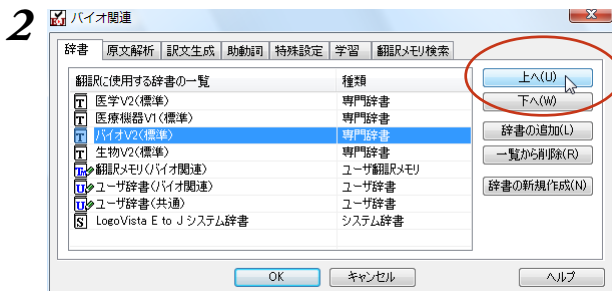 2
バイオ関連
辞書 原文解析 訳文生成 助動詞 特殊設定 学習 翻訳メモリ検索
翻訳に使用する辞書の一覧 種類
医学V2(標準) 専門辞書
医療機器V1(標準) 専門辞書
バイオV2(標準) 専門辞書
生物V2(標準) 専門辞書
翻訳メモリ(バイオ関連) ユーザ翻訳メモリ
ユーザ辞書(バイオ関連) ユーザ辞書
ユーザ辞書(共通) ユーザ辞書
LogoVista E to J システム辞書 システム辞書
上へ(U)
下へ(W)
辞書の追加(L)
一覧から削除(R)
辞書の新規作成(N)
OK キャンセル ヘルプ